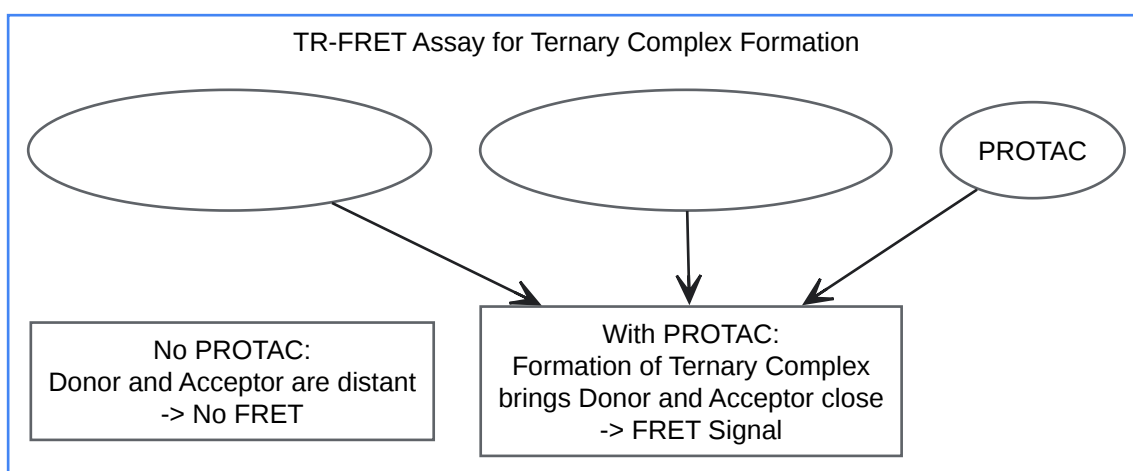 TR-FRET Assay for Ternary Complex Formation
PROTAC
No PROTAC:
Donor and Acceptor are distant
-> No FRET
With PROTAC:
Formation of Ternary Complex
brings Donor and Acceptor close
-> FRET Signal